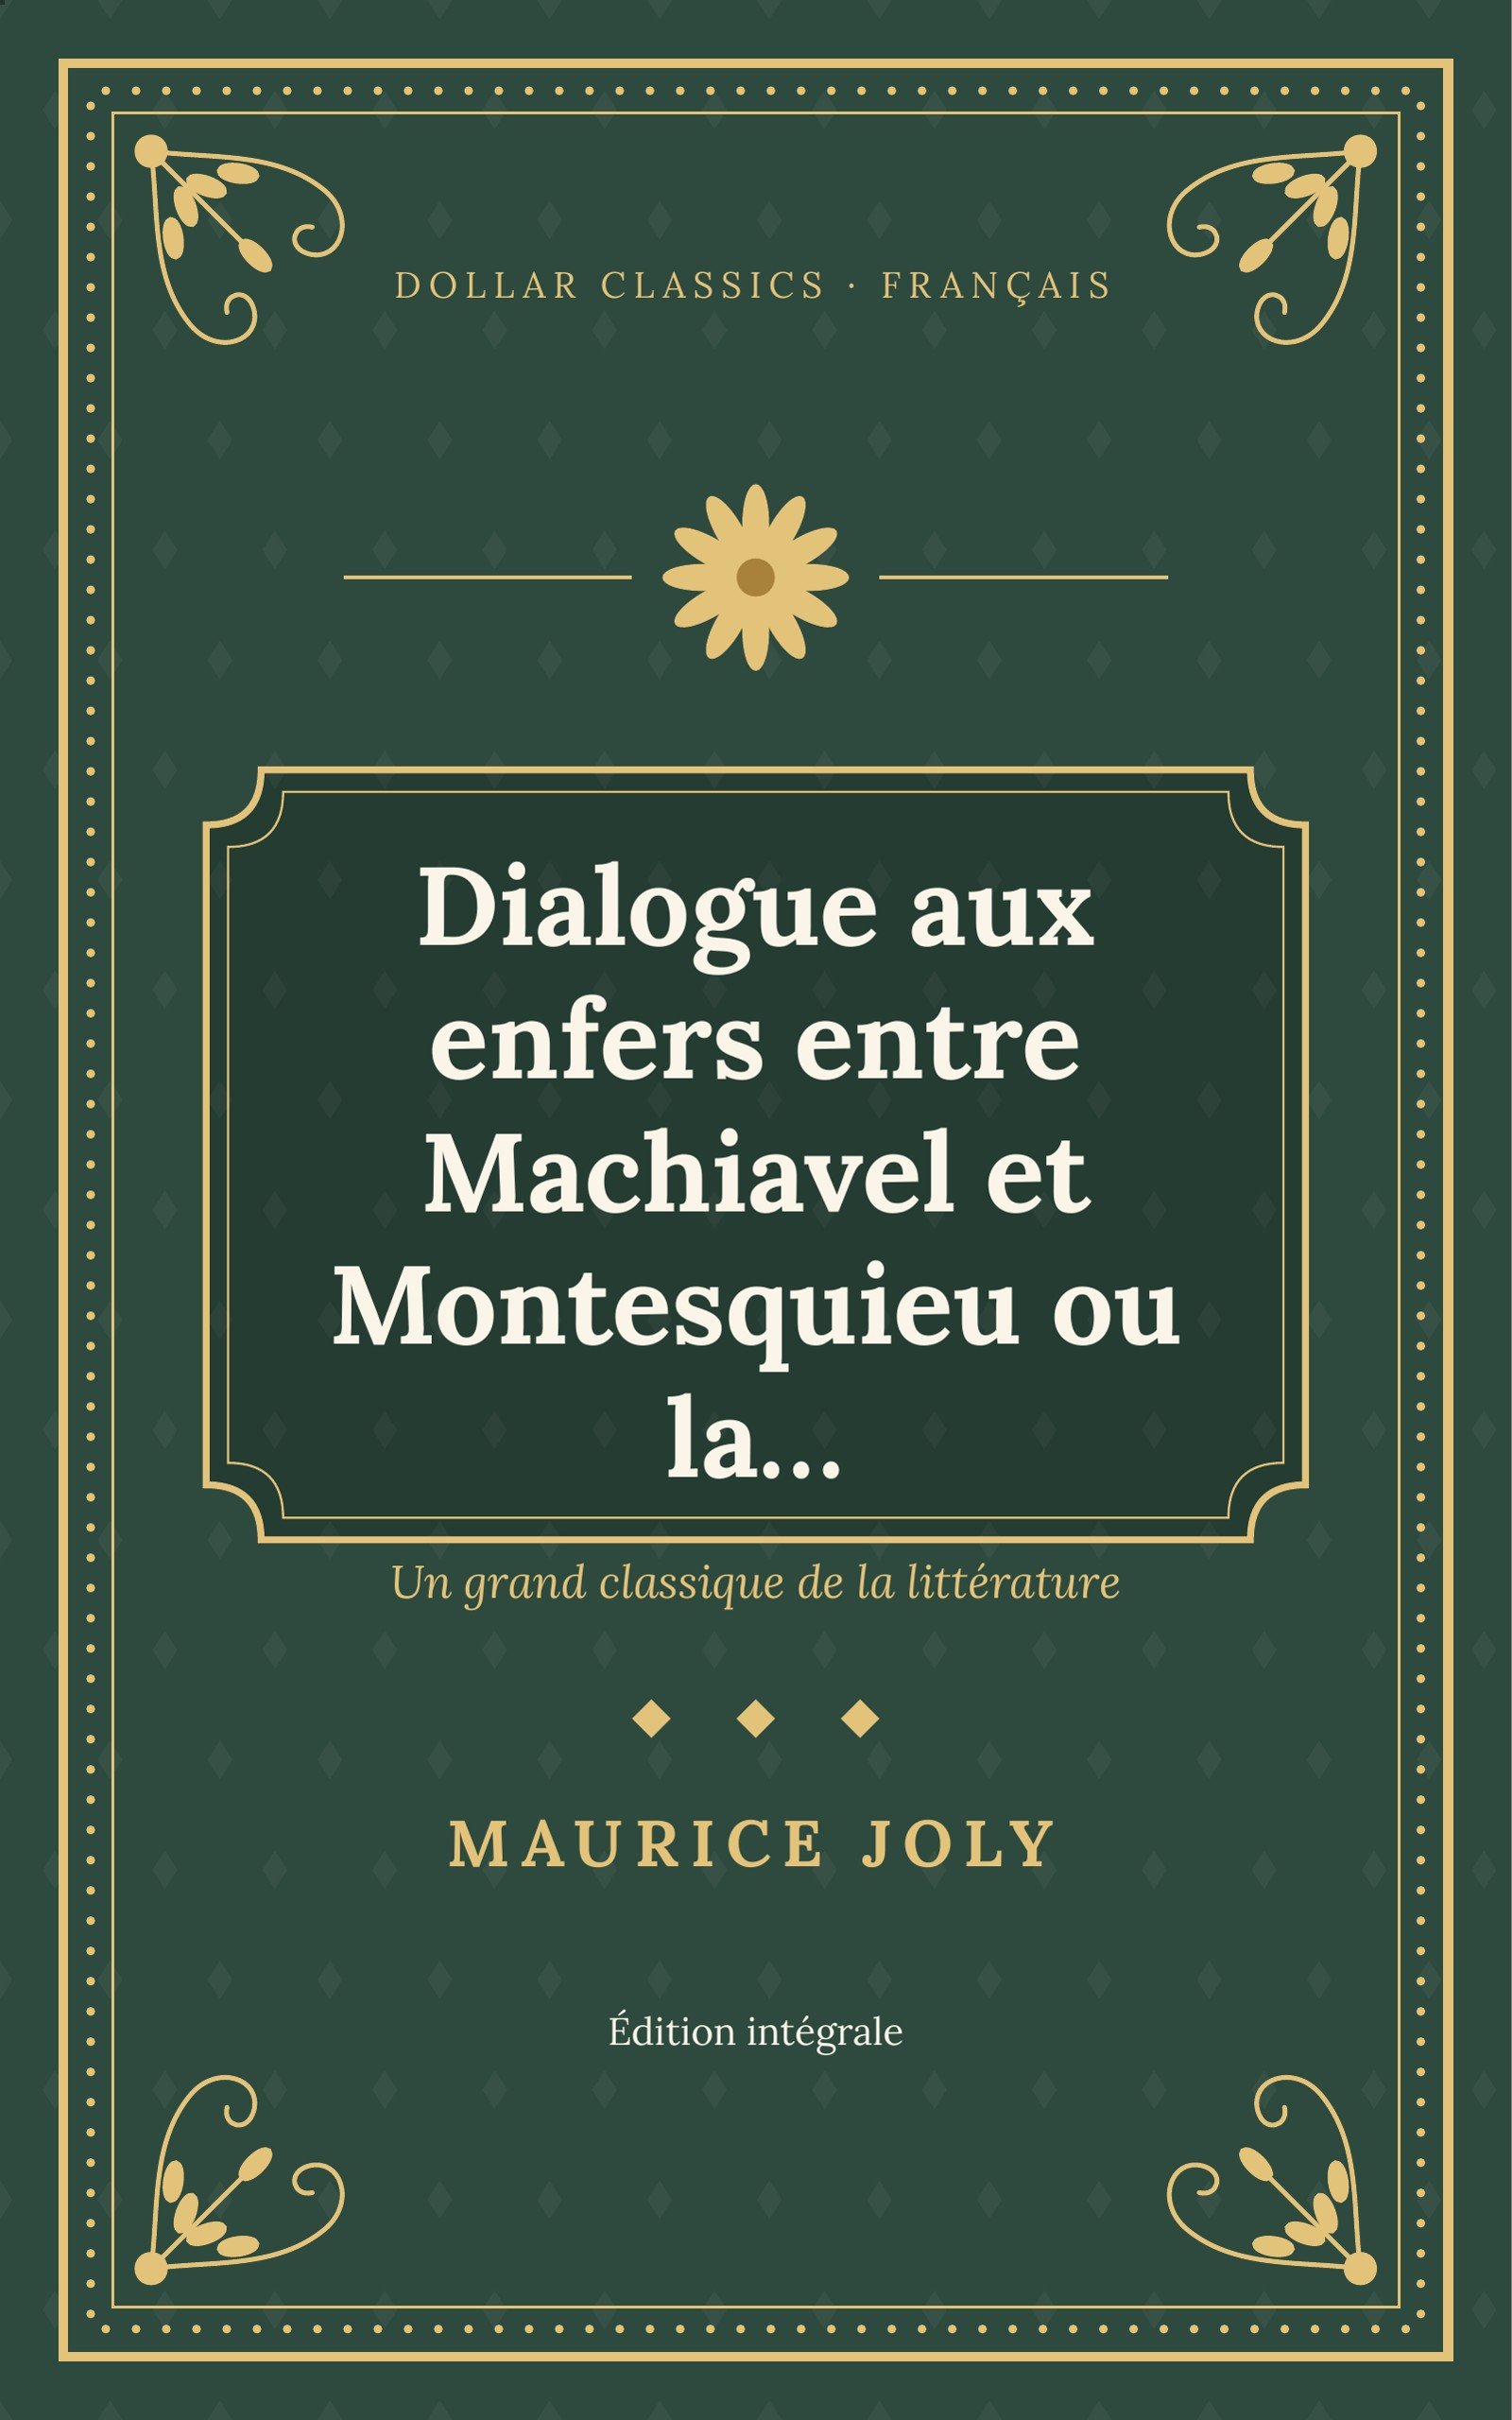 DOLLAR CLASSICS · FRANÇAIS
Dialogue aux
enfers entre
Machiavel et
Montesquieu ou
la...
Un grand classique de la littérature
MAURICE JOLY
Édition intégrale